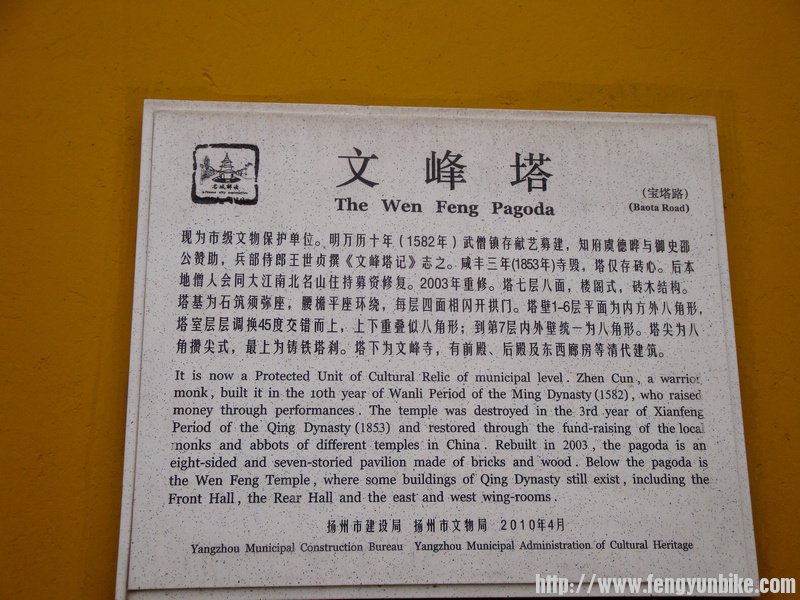 文峰塔
The Wen Feng Pagoda
（宝塔路）
(Baota Road)
名城解读
现为市级文物保护单位。明万历十年（1582年）武僧镇存献艺募建，知府虞德晔与御史邵
公赞助，兵部侍郎王世贞撰《文峰塔记》志之。咸丰三年(1853年)寺毁，塔仅存砖心。后本
地僧人会同大江南北名山住持募资修复。2003年重修。塔七层八面，楼阁式，砖木结构。
塔基为石筑须弥座，腰檐平座环绕，每层四面相闪开拱门。塔壁1-6层平面为内方外八角形，
塔室层层调换45度交错而上，上下重叠似八角形；到第7层内外壁统一为八角形。塔尖为八
角攒尖式，最上为铸铁塔刹。塔下为文峰寺，有前殿、后殿及东西廊房等清代建筑。
It is now a Protected Unit of Cultural Relic of municipal level. Zhen Cun, a warrior
monk, built it in the 10th year of Wanli Period of the Ming Dynasty (1582), who raised
money through performances. The temple was destroyed in the 3rd year of Xianfeng
Period of the Qing Dynasty (1853) and restored through the fund-raising of the local
monks and abbots of different temples in China. Rebuilt in 2003, the pagoda is an
eight-sided and seven-storied pavilion made of bricks and wood. Below the pagoda is
the Wen Feng Temple, where some buildings of Qing Dynasty still exist, including the
Front Hall, the Rear Hall and the east and west wing-rooms.
扬州市建设局 扬州市文物局 2010年4月
Yangzhou Municipal Construction Bureau Yangzhou Municipal Administration of Cultural Heritage
http://www.fengyunbike.com